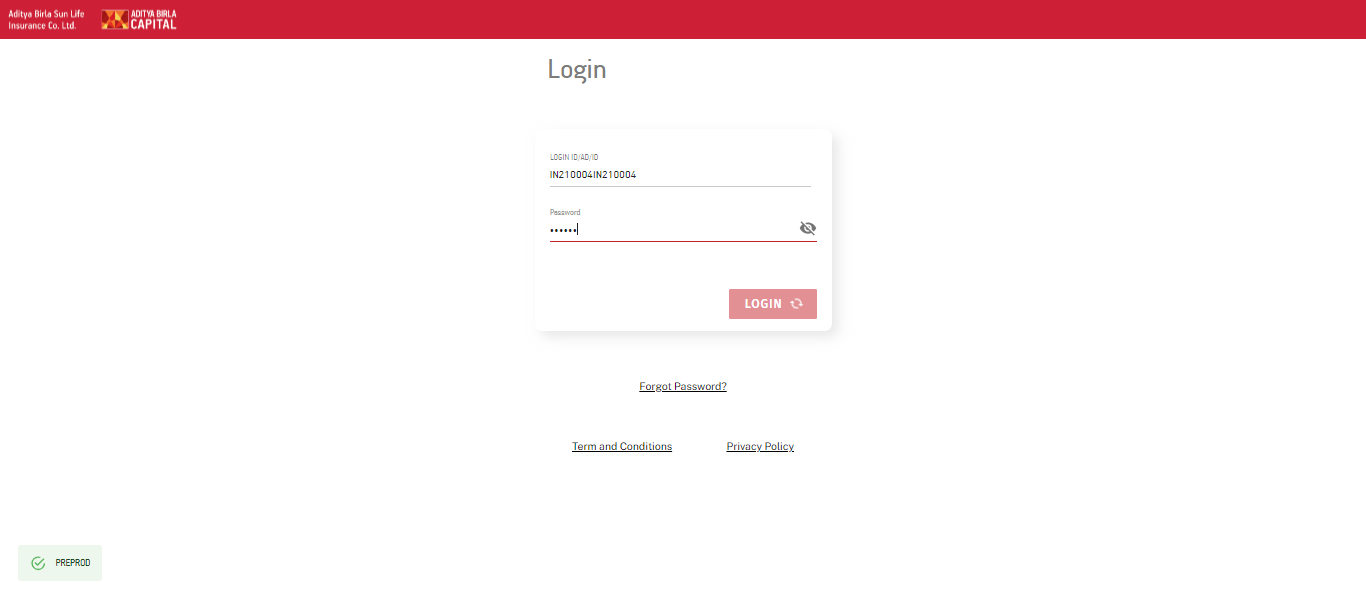 Aditya Birla Sun Life
Insurance Co. Ltd.
ADITYA BIRLA
CAPITAL
Login
LOGIN ID/AD/ID
IN210004IN210004
Password
••••••
LOGIN
Forgot Password?
Term and Conditions
Privacy Policy
PREPROD